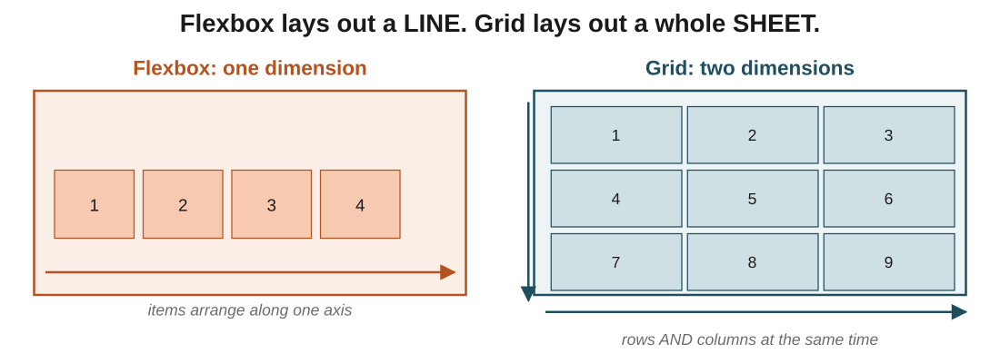 Flexbox lays out a LINE. Grid lays out a whole SHEET.
Flexbox: one dimension
1 2 3 4
items arrange along one axis
Grid: two dimensions
1 2 3
4 5 6
7 8 9
rows AND columns at the same time